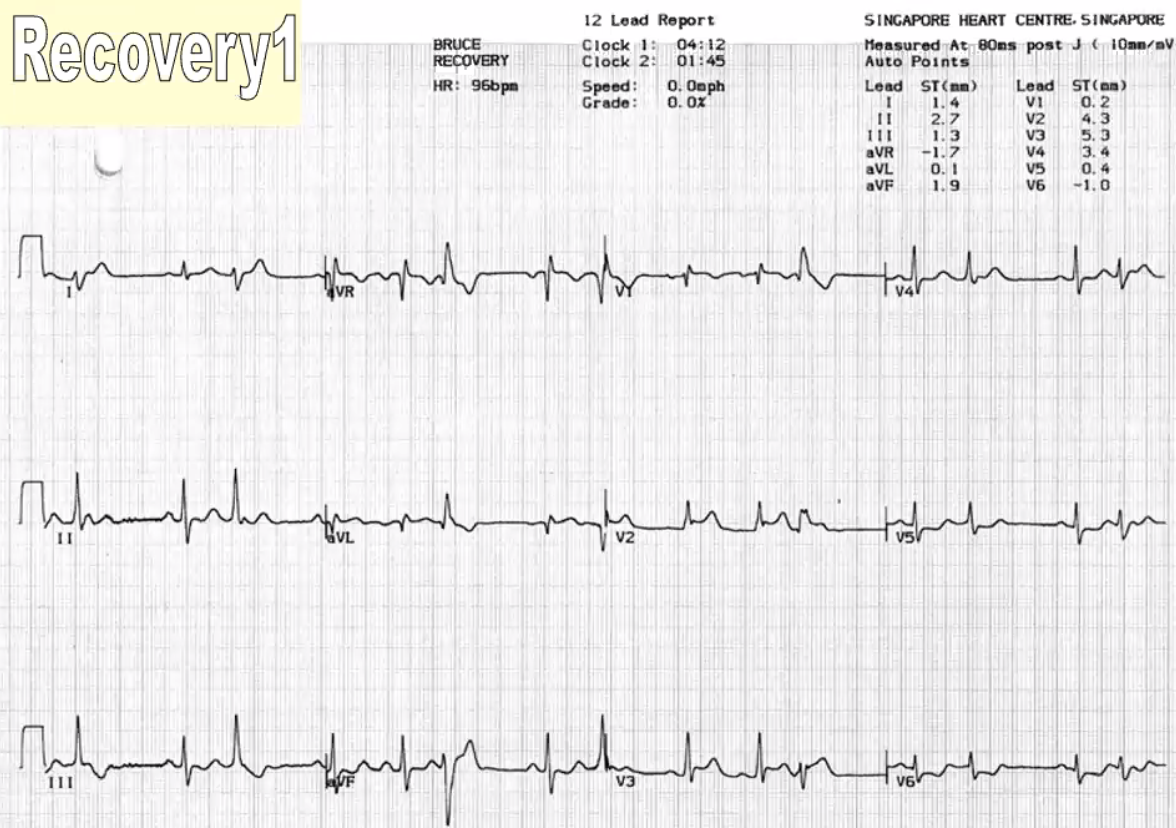 Recovery1
12 Lead Report
SINGAPORE HEART CENTRE, SINGAPORE
BRUCE
RECOVERY
HR: 96bpm
Clock 1: 04:12
Clock 2: 01:45
Speed: 0.0mph
Grade: 0.0%
Measured At 80ms post J ( 10mm/mV
Auto Points
Lead ST(mm) Lead ST(mm)
I 1.4 V1 0.2
II 2.7 V2 4.3
III 1.3 V3 5.3
aVR -1.7 V4 3.4
aVL 0.1 V5 0.4
aVF 1.9 V6 -1.0
I aVR V1 V4
II aVL V2 V5
III aVF V3 V6